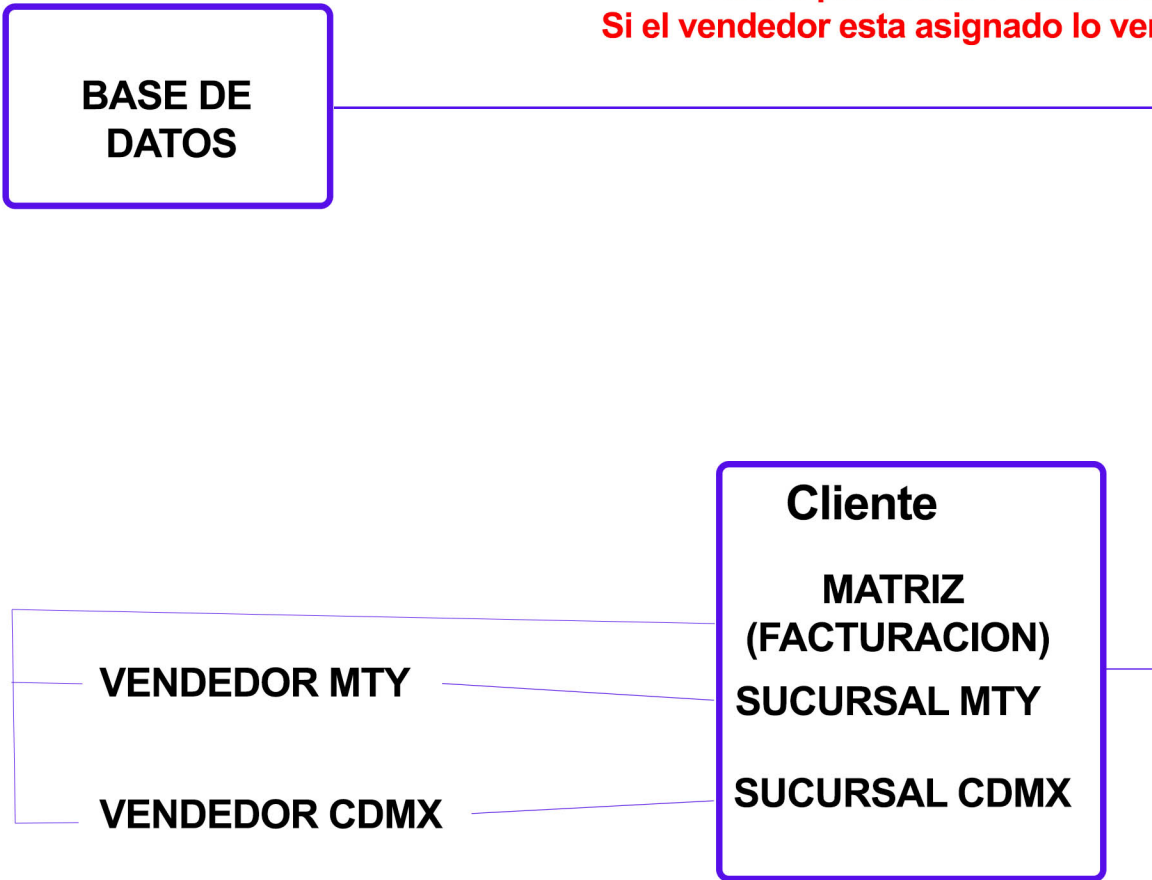 Si el vendedor esta asignado lo
BASE DE
DATOS
Cliente
MATRIZ
(FACTURACION)
VENDEDOR MTY
SUCURSAL MTY
SUCURSAL CDMX
VENDEDOR CDMX